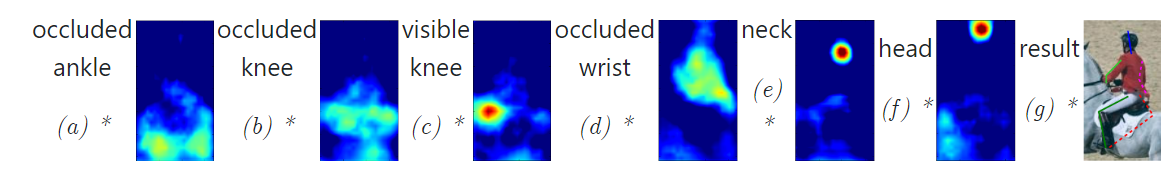 occluded ankle
(a) *
occluded knee
(b) *
visible knee
(c) *
occluded wrist
(d) *
neck
(e) *
head
(f) *
result
(g) *